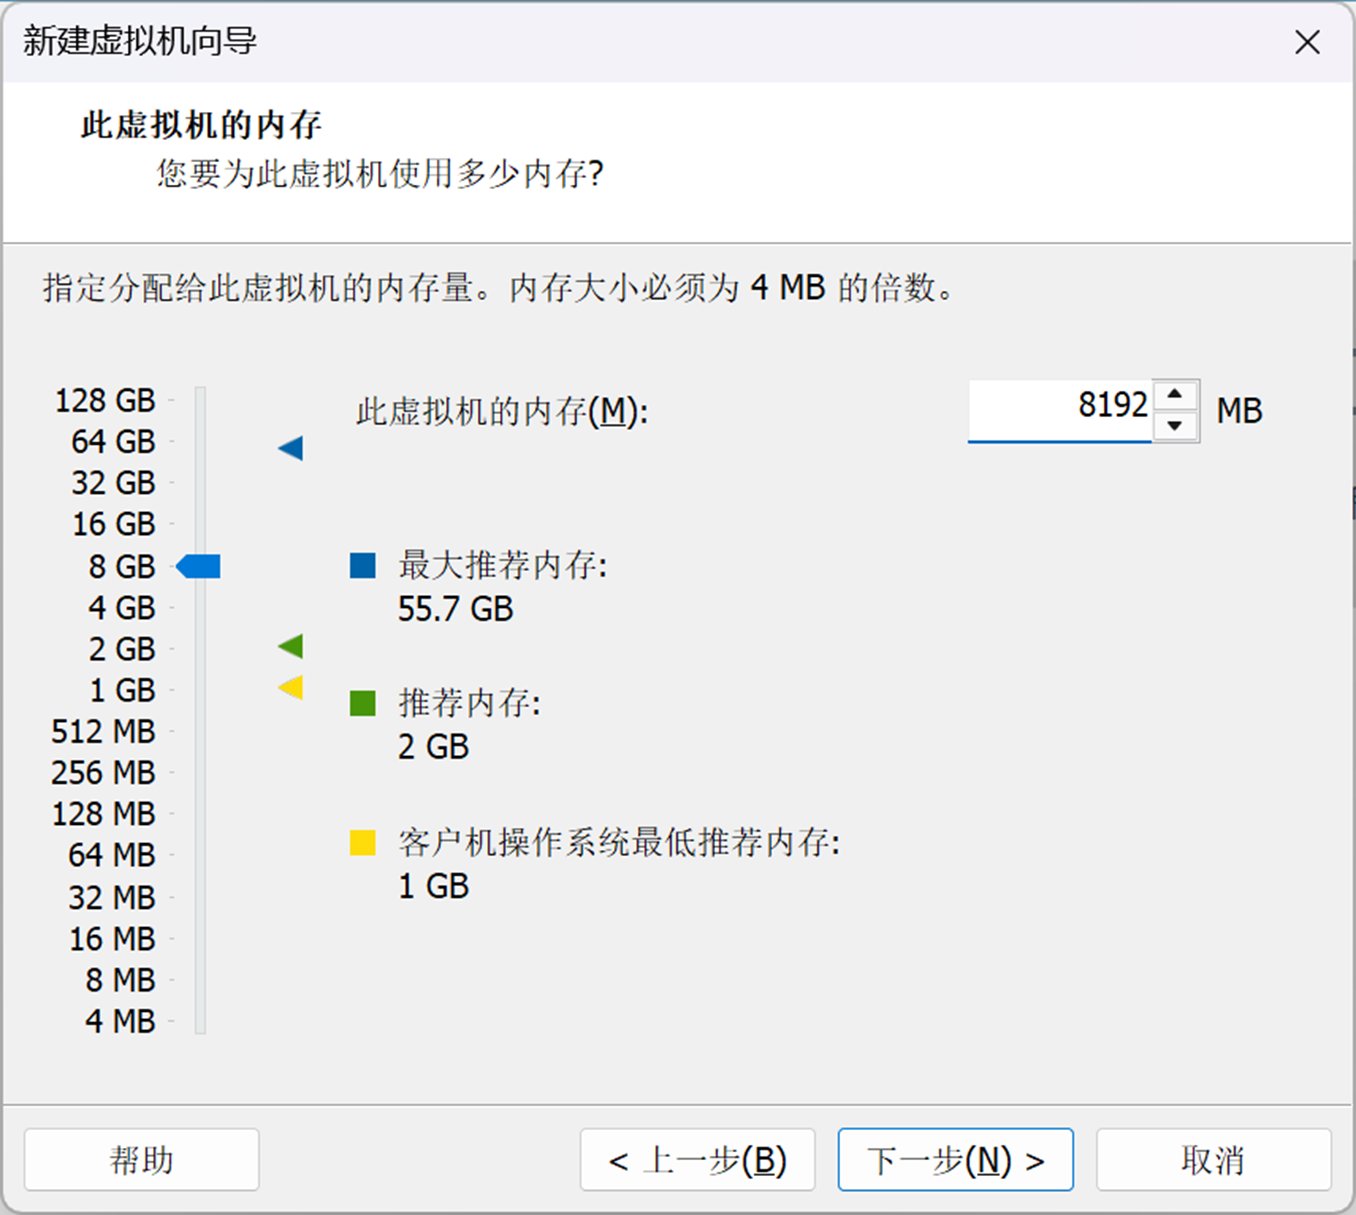 新建虚拟机向导
此虚拟机的内存
您要为此虚拟机使用多少内存?
指定分配给此虚拟机的内存量。内存大小必须为 4 MB 的倍数。
128 GB
64 GB
32 GB
16 GB
8 GB
4 GB
2 GB
1 GB
512 MB
256 MB
128 MB
64 MB
32 MB
16 MB
8 MB
4 MB
此虚拟机的内存(M): 8192 MB
最大推荐内存:
55.7 GB
推荐内存:
2 GB
客户机操作系统最低推荐内存:
1 GB
帮助 < 上一步(B) 下一步(N) > 取消